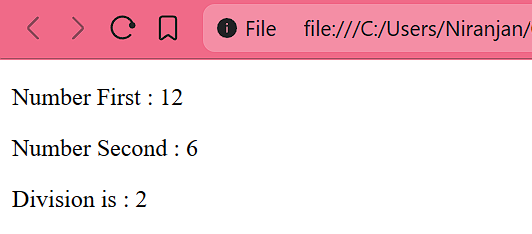 File file:///C:/Users/Niranjan/
Number First : 12
Number Second : 6
Division is : 2